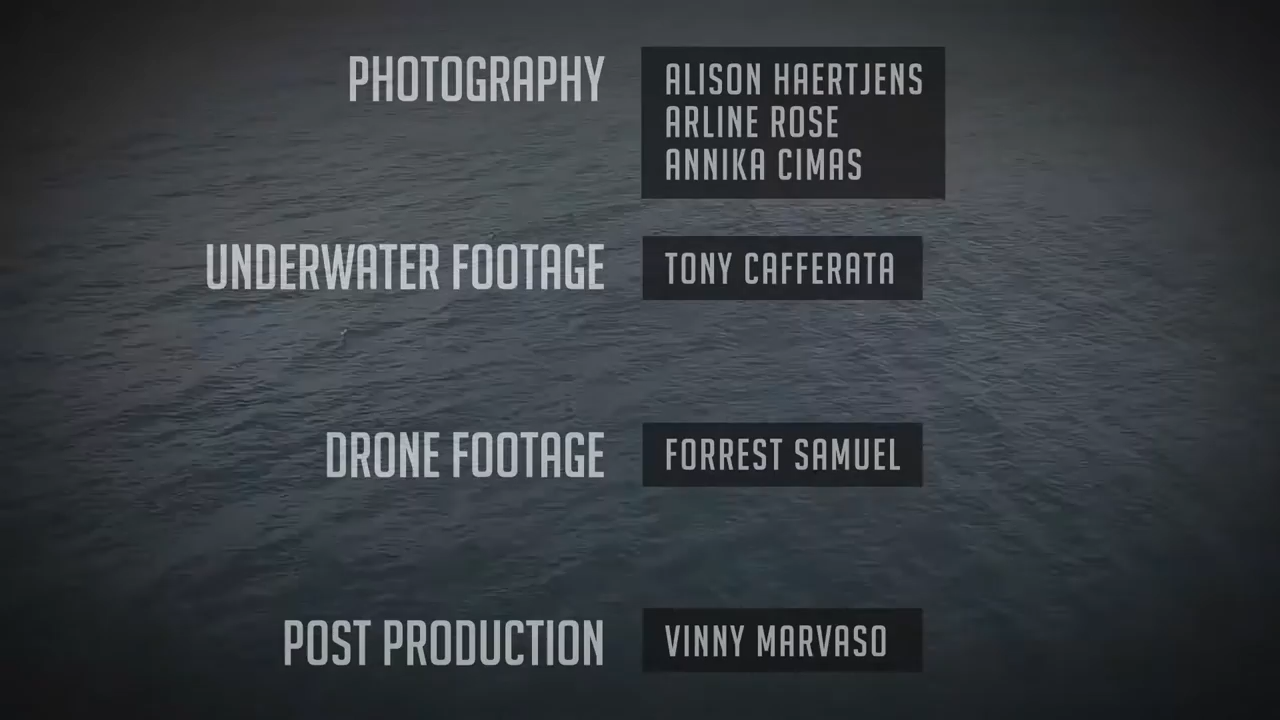 PHOTOGRAPHY
ALISON HAERTJENS
ARLINE ROSE
ANNIKA CIMAS
UNDERWATER FOOTAGE
TONY CAFFERATA
DRONE FOOTAGE
FORREST SAMUEL
POST PRODUCTION
VINNY MARVASO